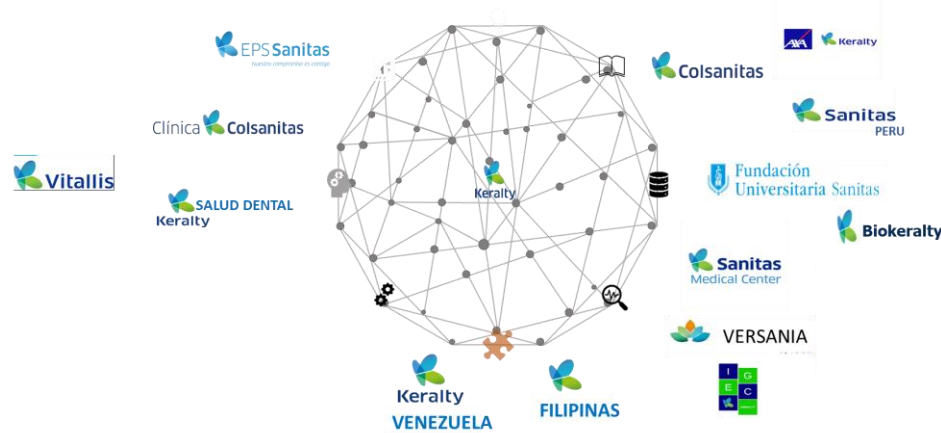 EPS Sanitas
Nuestro compromiso es contigo
Clínica Colsanitas
Vitallis
SALUD DENTAL
Keralty
Keralty
Colsanitas
AXA Keralty
Sanitas
PERU
Fundación
Universitaria Sanitas
Biokeralty
Sanitas
Medical Center
VERSANIA
I G
E C
Keralty
VENEZUELA
FILIPINAS